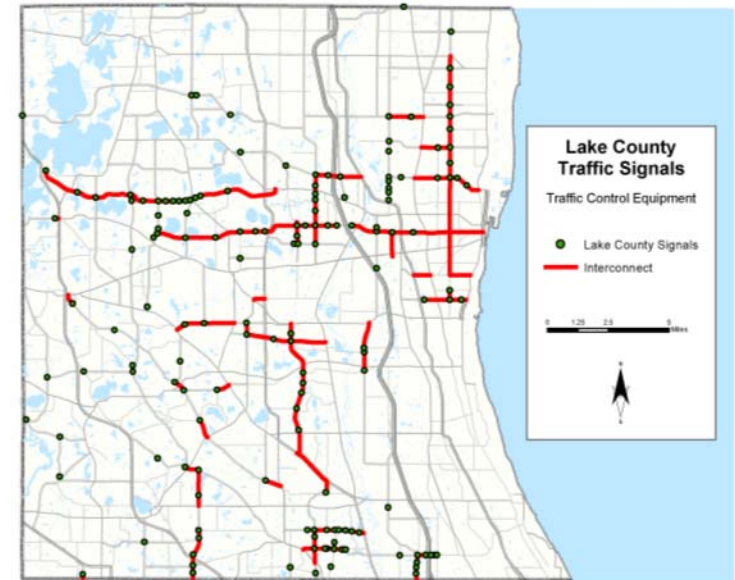 Lake County
Traffic Signals
Traffic Control Equipment
Lake County Signals
Interconnect
0 1.25 2.5 5
Miles